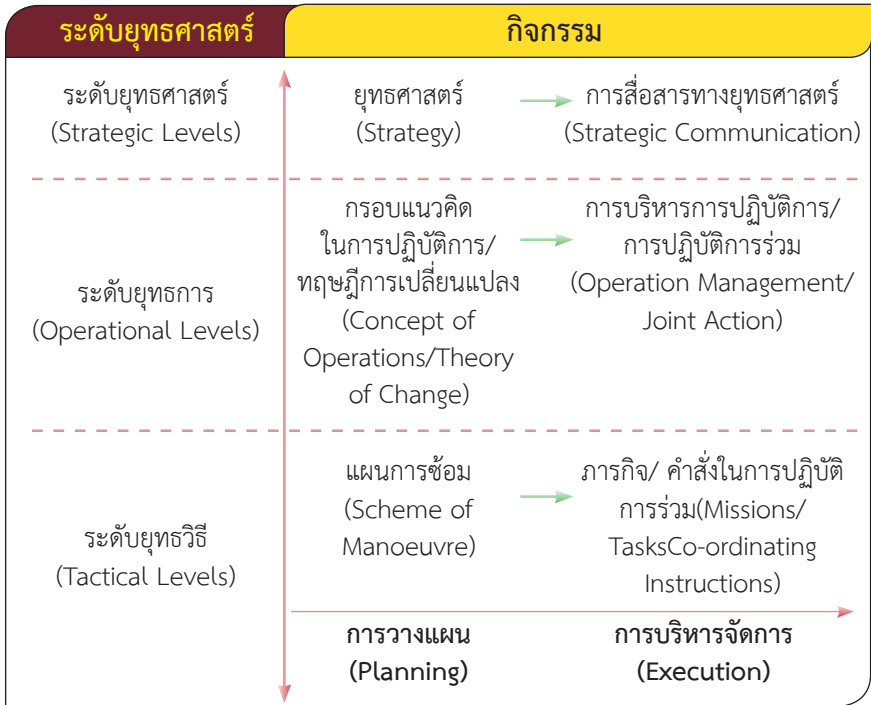 ระดับยุทธศาสตร์
กิจกรรม
ระดับยุทธศาสตร์
(Strategic Levels)
ยุทธศาสตร์
(Strategy)
การสื่อสารทางยุทธศาสตร์
(Strategic Communication)
ระดับยุทธการ
(Operational Levels)
กรอบแนวคิด
ในการปฏิบัติการ/
ทฤษฎีการเปลี่ยนแปลง
(Concept of
Operations/Theory
of Change)
การบริหารการปฏิบัติการ/
การปฏิบัติการร่วม
(Operation Management/
Joint Action)
ระดับยุทธวิธี
(Tactical Levels)
แผนการซ้อม
(Scheme of
Manoeuvre)
ภารกิจ/ คำสั่งในการปฏิบัติ
การร่วม(Missions/
TasksCo-ordinating
Instructions)
การวางแผน
(Planning)
การบริหารจัดการ
(Execution)